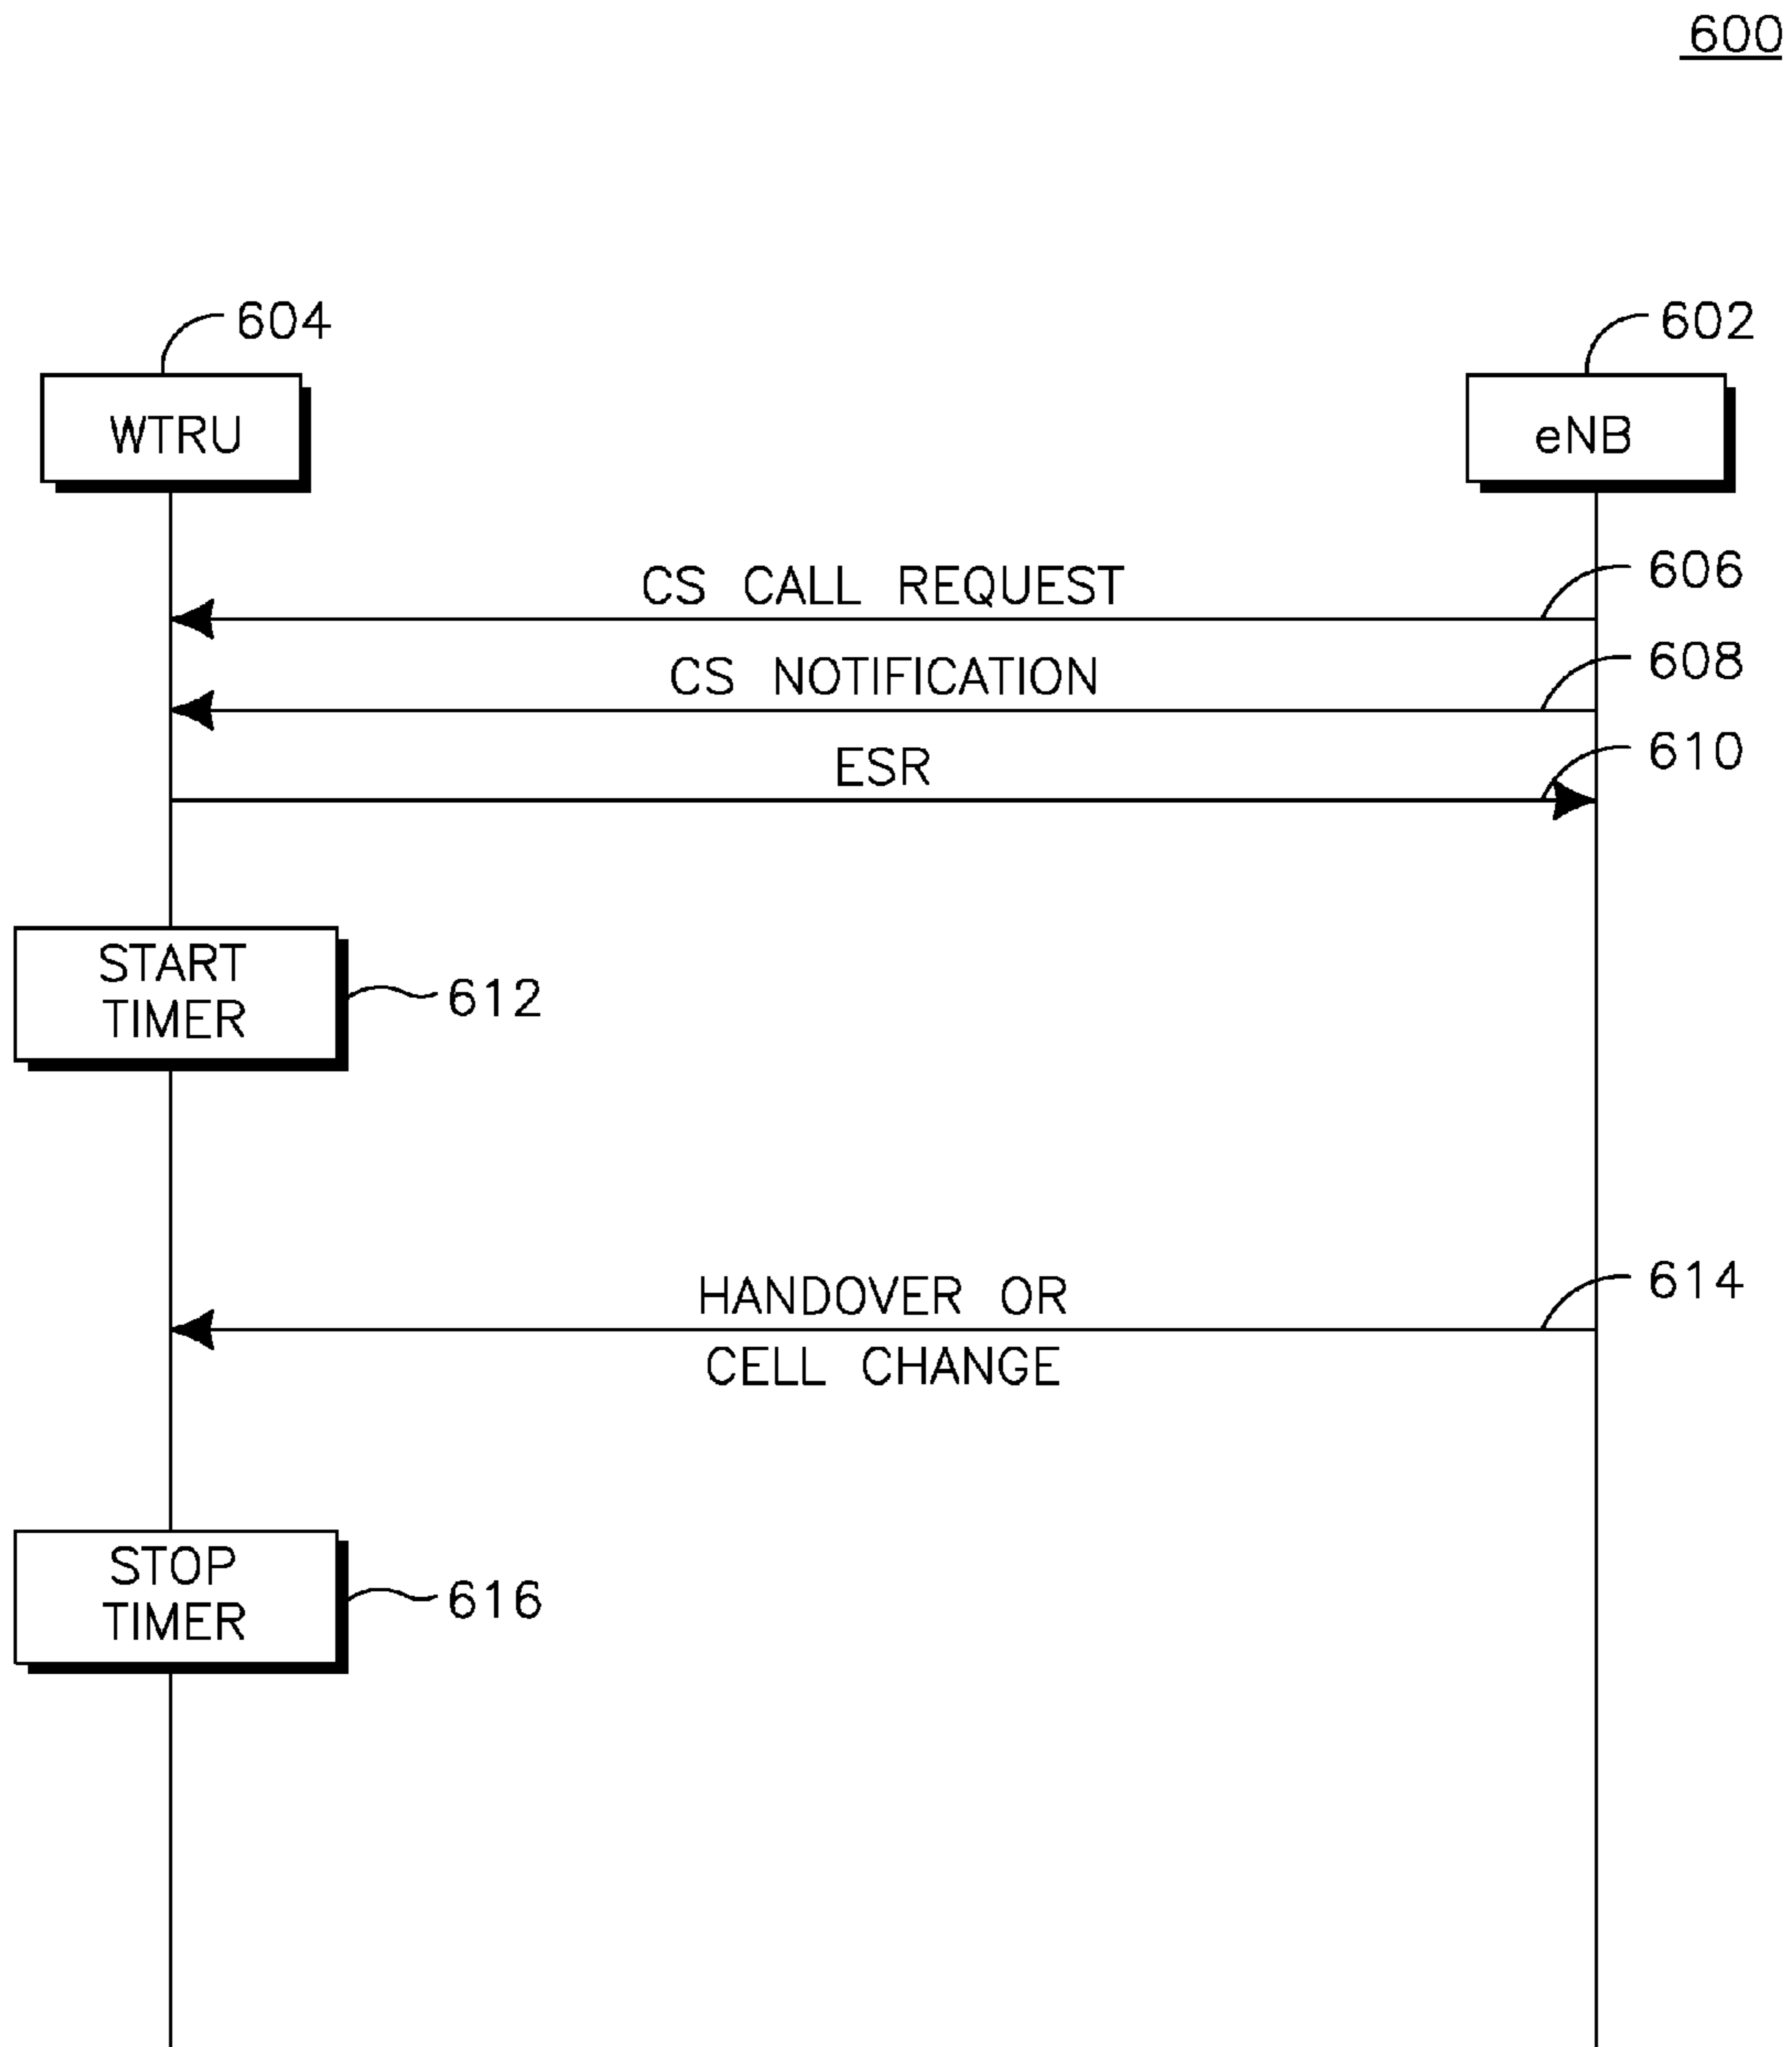 600
604
602
WTRU
eNB
606
CS CALL REQUEST
608
CS NOTIFICATION
610
ESR
START
TIMER
612
614
HANDOVER OR
CELL CHANGE
STOP
TIMER
616